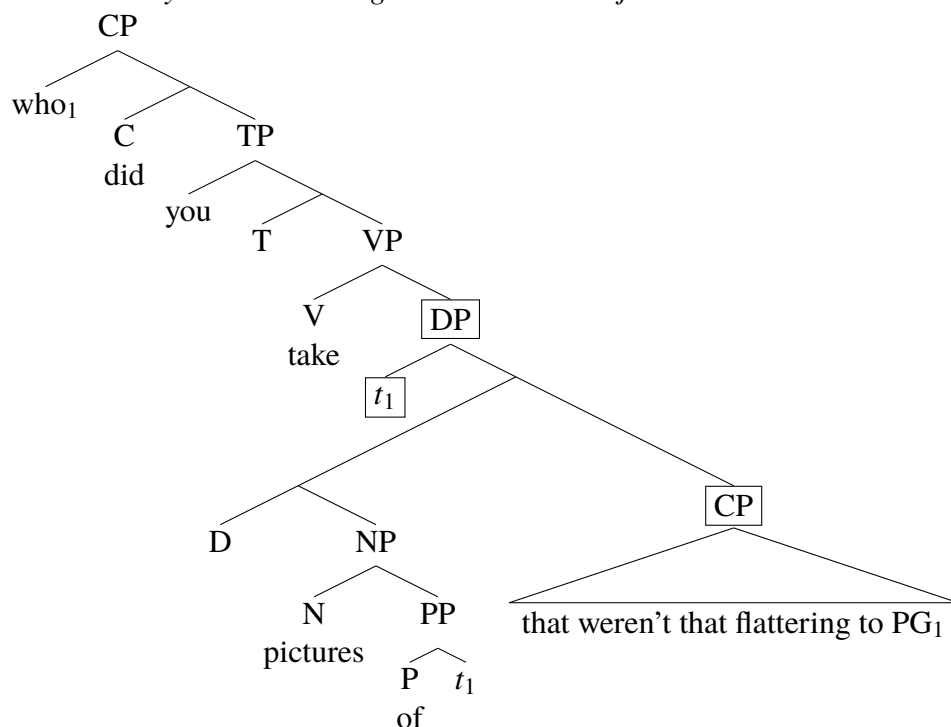 CP
who₁
C
TP
did
you
T
VP
V
DP
take
t₁
CP
D
NP
N
PP
that weren't that flattering to PG₁
pictures
P
t₁
of